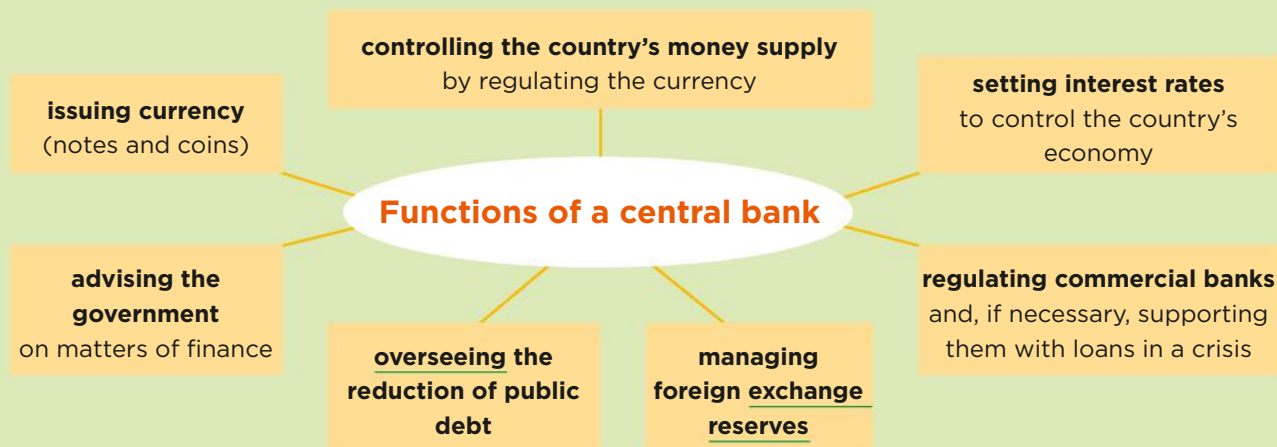 controlling the country’s money supply
by regulating the currency
issuing currency
(notes and coins)
setting interest rates
to control the country’s
economy
Functions of a central bank
advising the
government
on matters of finance
regulating commercial banks
and, if necessary, supporting
them with loans in a crisis
overseeing the
reduction of public
debt
managing
foreign exchange
reserves